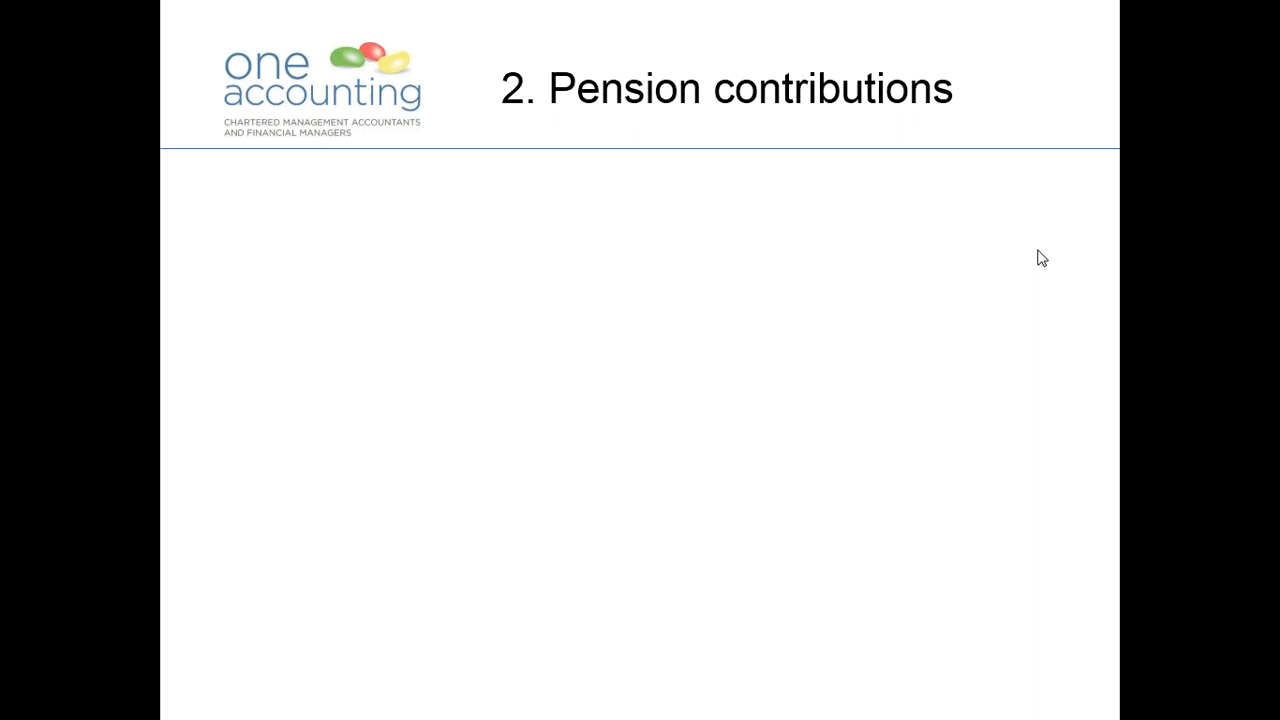 one
accounting
CHARTERED MANAGEMENT ACCOUNTANTS
AND FINANCIAL MANAGERS
2. Pension contributions